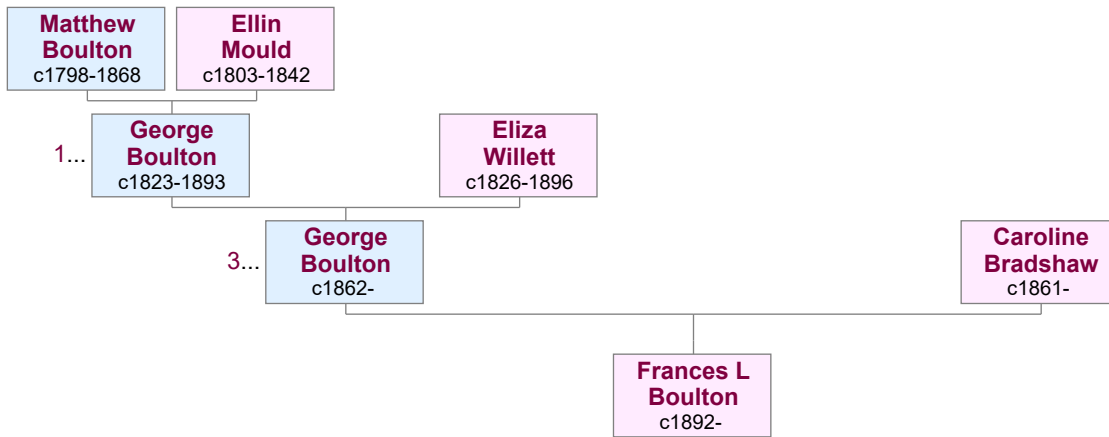 Matthew
Boulton
c1798-1868
Ellin
Mould
c1803-1842
1...
George
Boulton
c1823-1893
Eliza
Willett
c1826-1896
3...
George
Boulton
c1862-
Caroline
Bradshaw
c1861-
Frances L
Boulton
c1892-